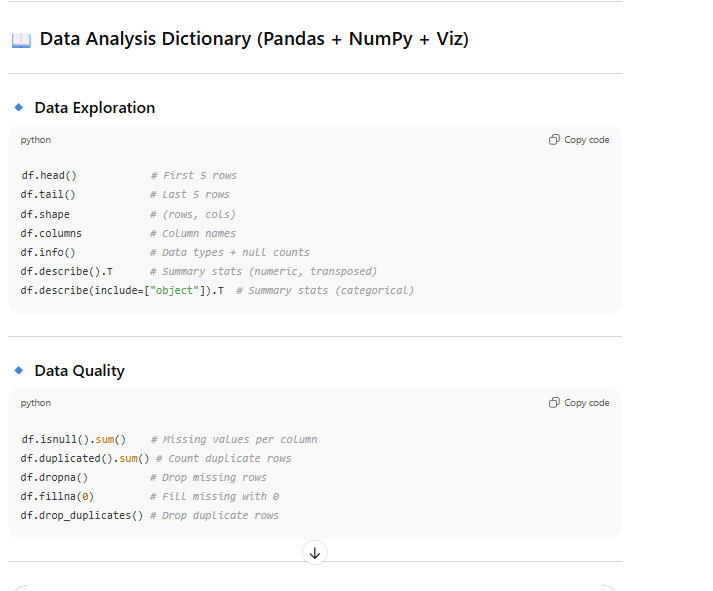 📖 Data Analysis Dictionary (Pandas + NumPy + Viz)
🔹 Data Exploration
python
Copy code
df.head()            # First 5 rows
df.tail()            # Last 5 rows
df.shape             # (rows, cols)
df.columns           # Column names
df.info()            # Data types + null counts
df.describe().T      # Summary stats (numeric, transposed)
df.describe(include=["object"]).T  # Summary stats (categorical)
🔹 Data Quality
python
Copy code
df.isnull().sum()    # Missing values per column
df.duplicated().sum() # Count duplicate rows
df.dropna()          # Drop missing rows
df.fillna(0)         # Fill missing with 0
df.drop_duplicates() # Drop duplicate rows